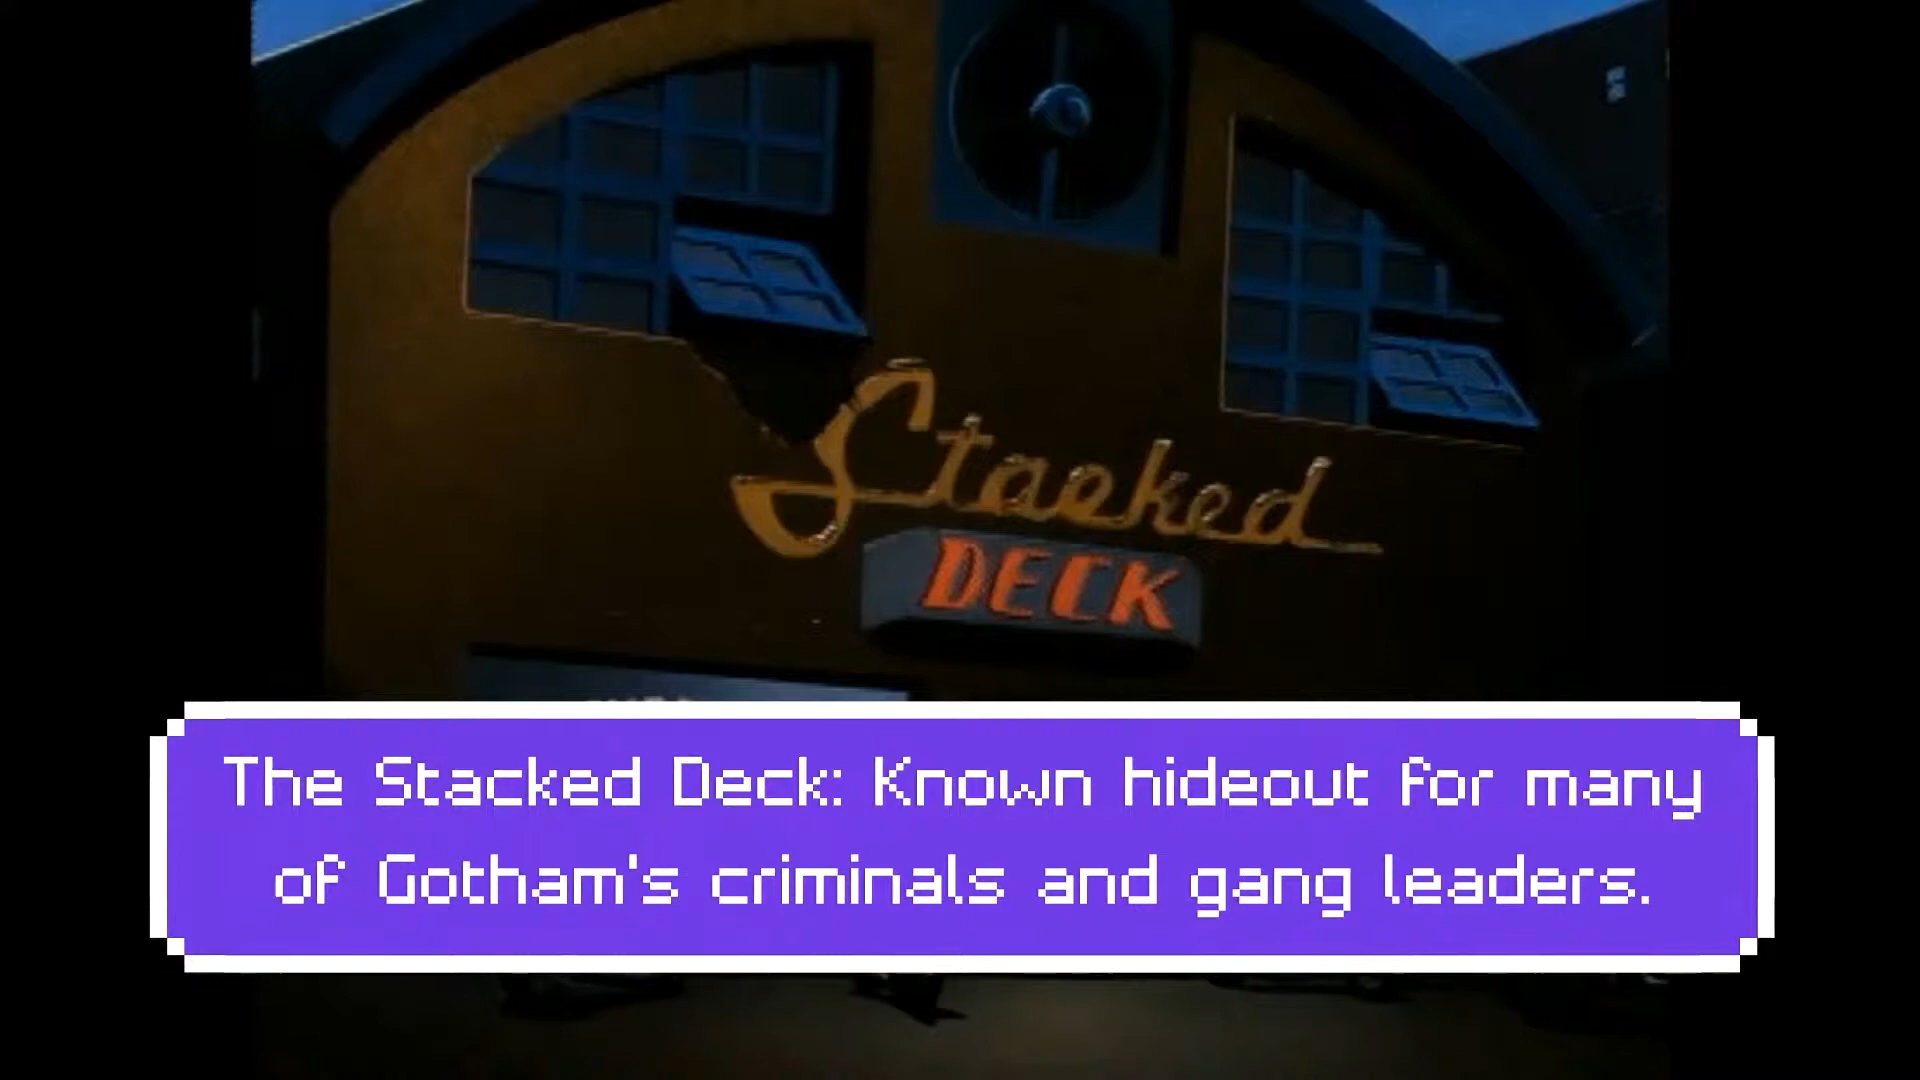 Stacked
DECK
The Stacked Deck: Known hideout for many
of Gotham's criminals and gang leaders.